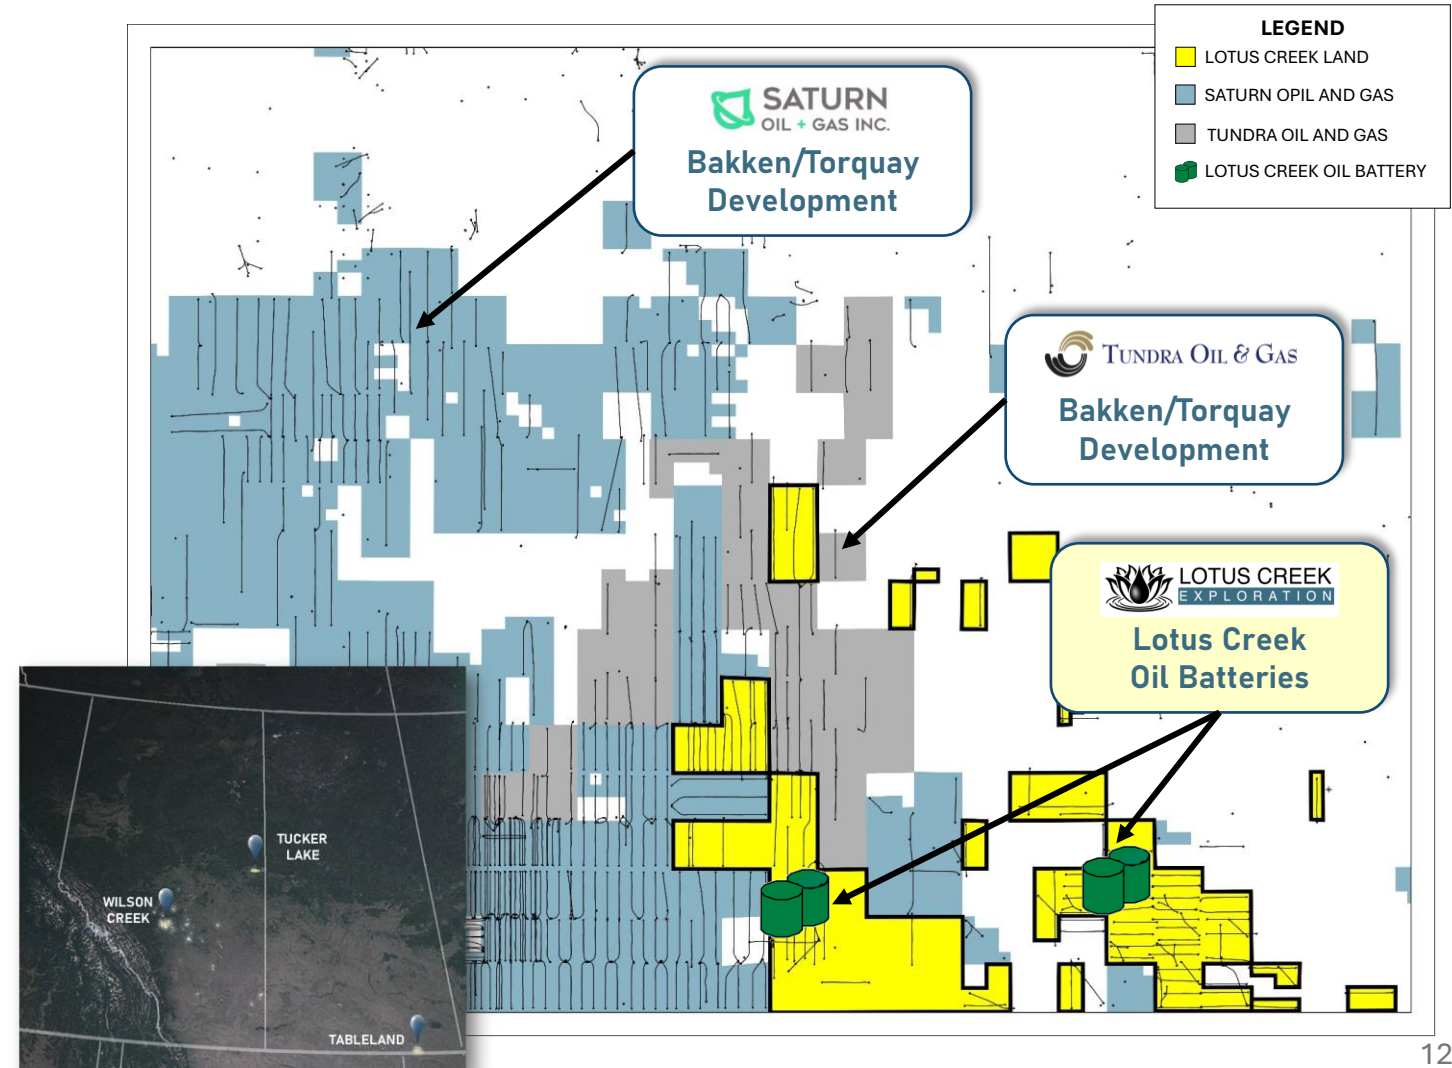 LEGEND
LOTUS CREEK LAND
SATURN OPIL AND GAS
TUNDRA OIL AND GAS
LOTUS CREEK OIL BATTERY
SATURN
OIL + GAS INC.
Bakken/Torquay
Development
TUNDRA OIL & GAS
Bakken/Torquay
Development
LOTUS CREEK
EXPLORATION
Lotus Creek
Oil Batteries
TUCKER
LAKE
WILSON
CREEK
TABLELAND
12